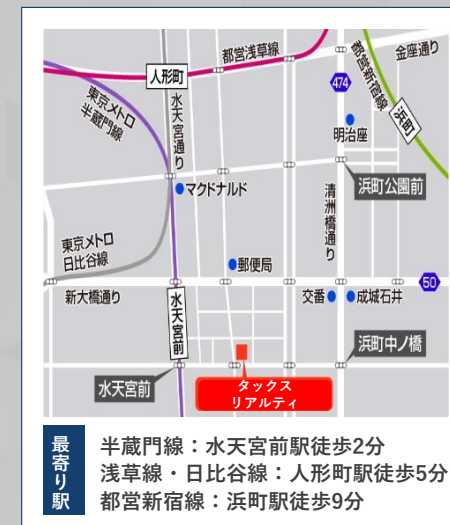 都営浅草線
金座通り
人形町
474
都営新宿線
浜町
東京メトロ
半蔵門線
水天宮通り
明治座
マクドナルド
浜町公園前
清洲橋通り
東京メトロ
日比谷線
郵便局
新大橋通り
交番
成城石井
50
水天宮前
浜町中ノ橋
水天宮前
タックス
リアルティ
最寄り駅
半蔵門線：水天宮前駅徒歩2分
浅草線・日比谷線：人形町駅徒歩5分
都営新宿線：浜町駅徒歩9分